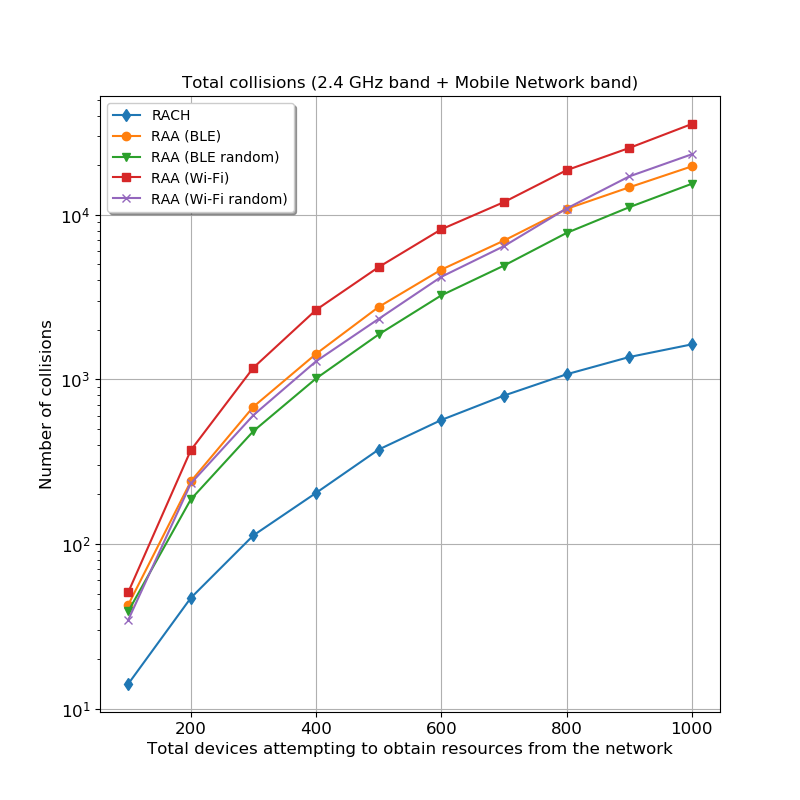 Total collisions (2.4 GHz band + Mobile Network band)
RACH
RAA (BLE)
RAA (BLE random)
RAA (Wi-Fi)
RAA (Wi-Fi random)
Number of collisions
10⁴
10³
10²
10¹
200 400 600 800 1000
Total devices attempting to obtain resources from the network